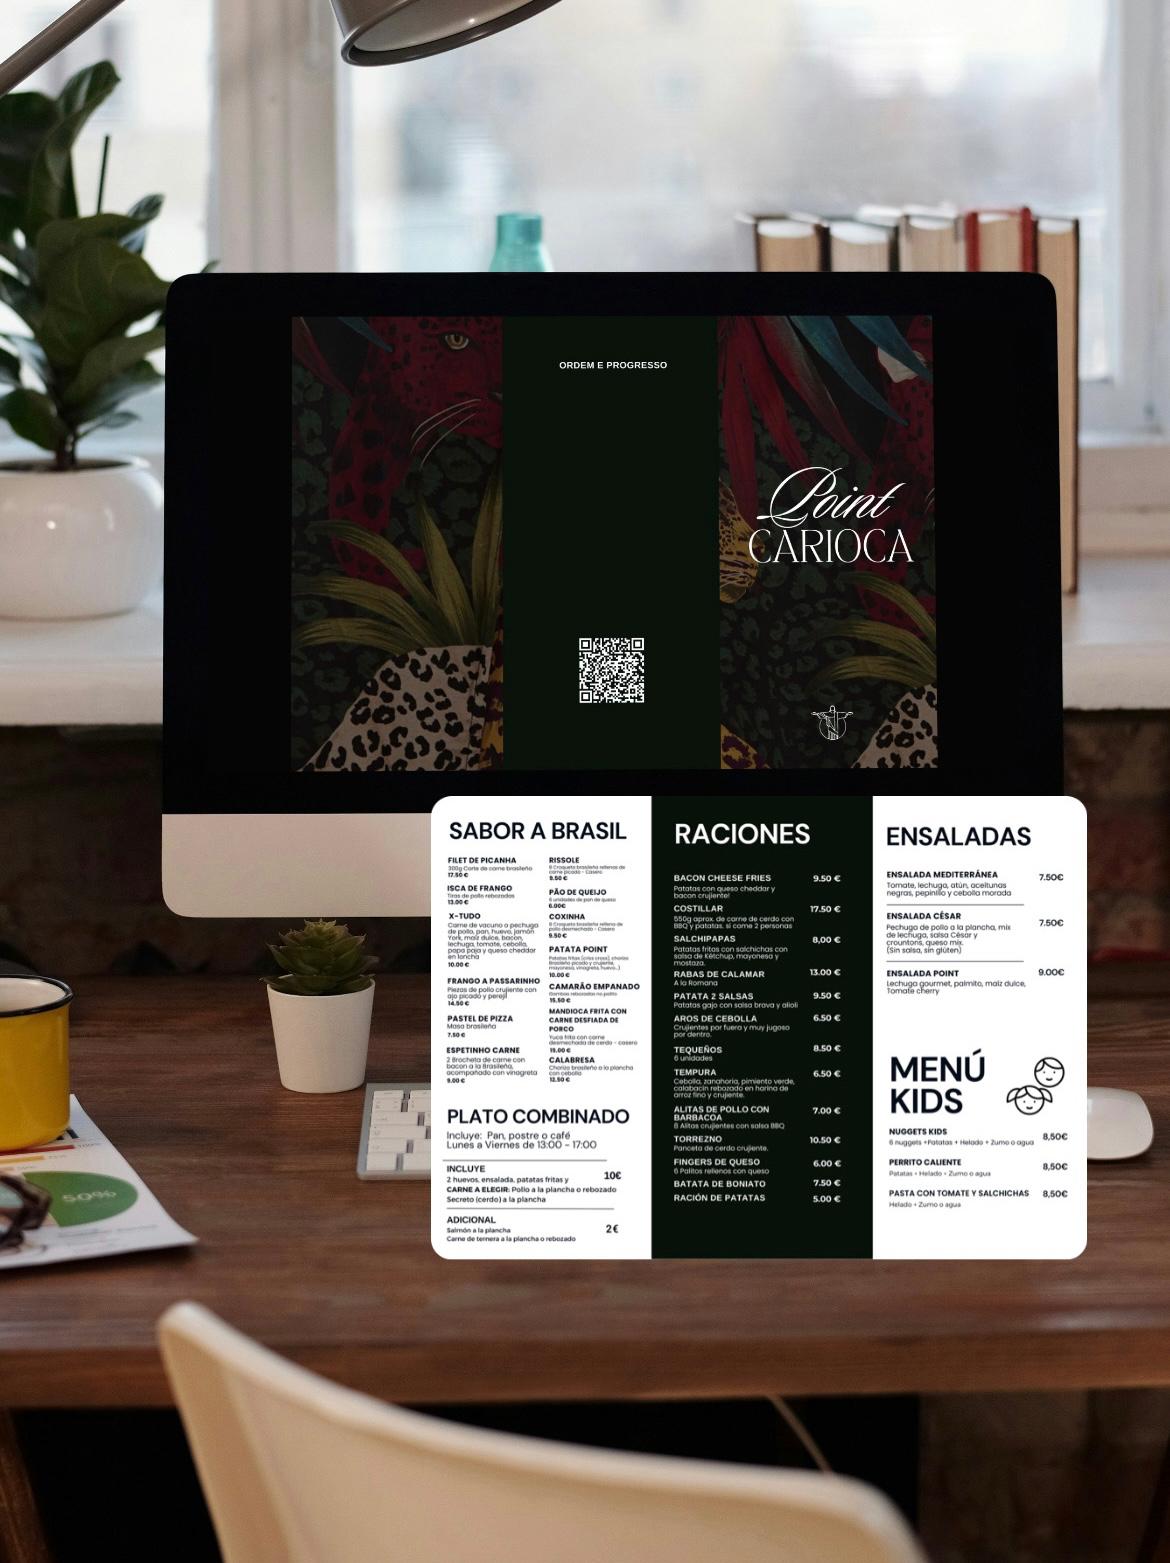 ORDEM E PROGRESSO
Point
CARIOCA
SABOR A BRASIL
FILET DE PICANHA
300g Corte de carne brasileño
17.50 €
ISCA DE FRANGO
Tiras de pollo rebozados
13.00 €
X-TUDO
Carne de vacuno a pechuga
de pollo, pan, huevo, jamón
York, maíz dulce, bacon,
lechuga, tomate, cebolla,
papa paja y queso cheddar
en loncha
10.00 €
FRANGO A PASSARINHO
Piezas de pollo crujiente con
ajo picado y perejil
14.50 €
PASTEL DE PIZZA
Masa brasileña
7.50 €
ESPETINHO CARNE
2 Brocheta de carne con
bacon a la Brasileña,
acompañado con vinagreta
9.00 €
RISSOLE
6 Croqueta brasileña rellenas de
carne picada - Casero
9.50 €
PÃO DE QUEIJO
6 unidades de pan de queso
6.00€
COXINHA
6 Croqueta brasileña rellena de
pollo desmechado - Casero
9.50 €
PATATA POINT
Patatas fritas (criss cross), chorizo
Brasileño picado y crujiente,
mayonesa, vinagreta, huevo..)
10.00 €
CAMARÃO EMPANADO
Gambas rebozadas no palito
15,50 €
MANDIOCA FRITA CON
CARNE DESFIADA DE
PORCO
Yuca frita con carne
desmechada de cerdo - casero
15.00 €
CALABRESA
Chorizo brasileño a la plancha
con cebolla
12.50 €
PLATO COMBINADO
Incluye: Pan, postre o café
Lunes a Viernes de 13:00 - 17:00
INCLUYE
2 huevos, ensalada, patatas fritas y
CARNE A ELEGIR: Pollo a la plancha o rebozado
Secreto (cerdo) a la plancha
10€
ADICIONAL
Salmón a la plancha
Carne de ternera a la plancha o rebozado
2€
RACIONES
BACON CHEESE FRIES 9.50 €
Patatas con queso cheddar y
bacon crujiente!
COSTILLAR 17.50 €
550g aprox. de carne de cerdo con
BBQ y patatas. si come 2 personas
SALCHIPAPAS 8,00 €
Patatas fritas con salchichas con
salsa de Kétchup, mayonesa y
mostaza.
RABAS DE CALAMAR 13.00 €
A la Romana
PATATA 2 SALSAS 9.50 €
Patatas gajo con salsa brava y alioli
AROS DE CEBOLLA 6.50 €
Crujientes por fuera y muy jugoso
por dentro.
TEQUEÑOS 8.50 €
6 unidades
TEMPURA 6.50 €
Cebolla, zanahoria, pimiento verde,
calabacín rebozado en harina de
arroz fino y crujiente.
ALITAS DE POLLO CON
BARBACOA 7.00 €
8 Alitas crujientes con salsa BBQ
TORREZNO 10.50 €
Panceta de cerdo crujiente.
FINGERS DE QUESO 6.00 €
6 Palitos rellenos con queso
BATATA DE BONIATO 7.50 €
RACIÓN DE PATATAS 5.00 €
ENSALADAS
ENSALADA MEDITERRÁNEA 7.50€
Tomate, lechuga, atún, aceitunas
negras, pepinillo y cebolla morada
ENSALADA CÉSAR 7.50€
Pechuga de pollo a la plancha, mix
de lechuga, salsa César y
crountons, queso mix.
(Sin salsa, sin glúten)
ENSALADA POINT 9.00€
Lechuga gourmet, palmito, maíz dulce,
Tomate cherry
MENÚ
KIDS
NUGGETS KIDS 8,50€
6 nuggets +Patatas + Helado + Zumo o agua
PERRITO CALIENTE 8,50€
Patatas + Helado + Zumo o agua
PASTA CON TOMATE Y SALCHICHAS 8,50€
Helado + Zumo o agua
50%